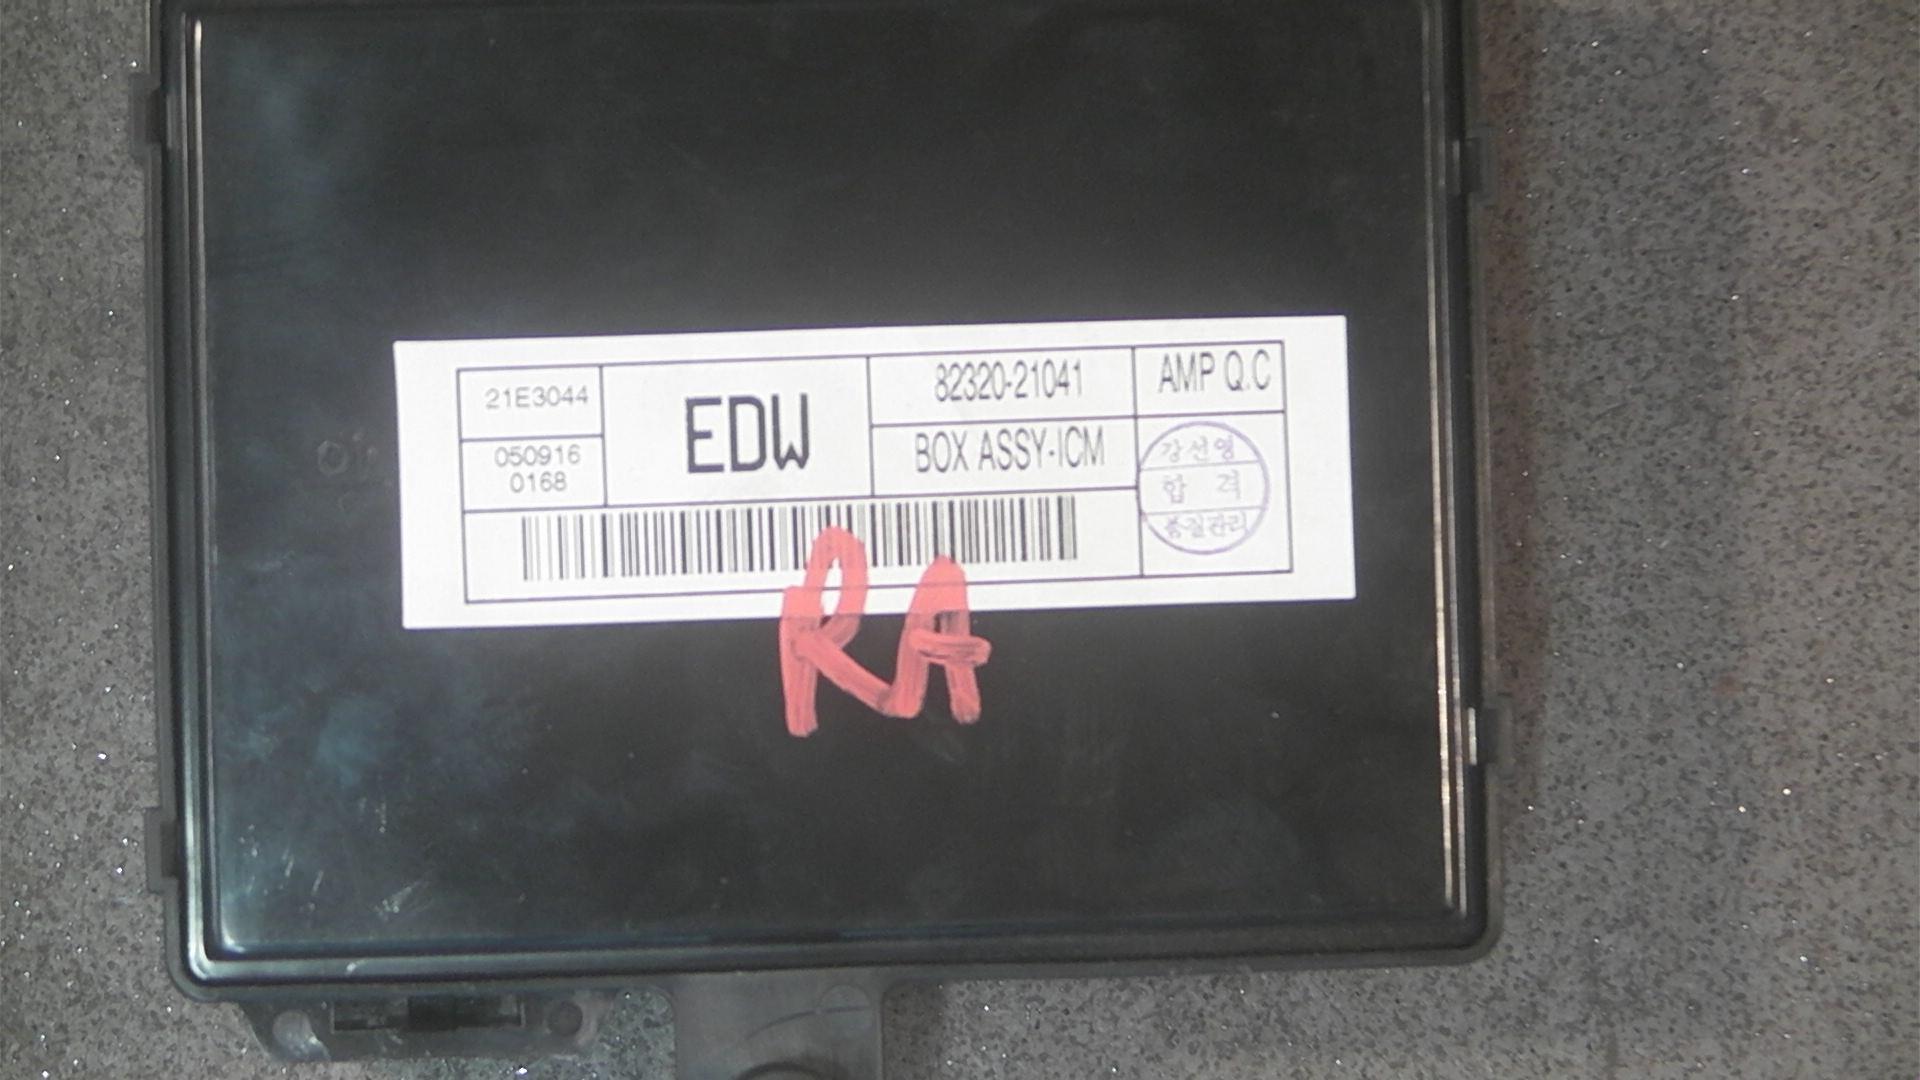 21E3044
050916
0168
EDW
82320-21041
BOX ASSY-ICM
AMP Q.C
강선영
합 격
품질관리
RA